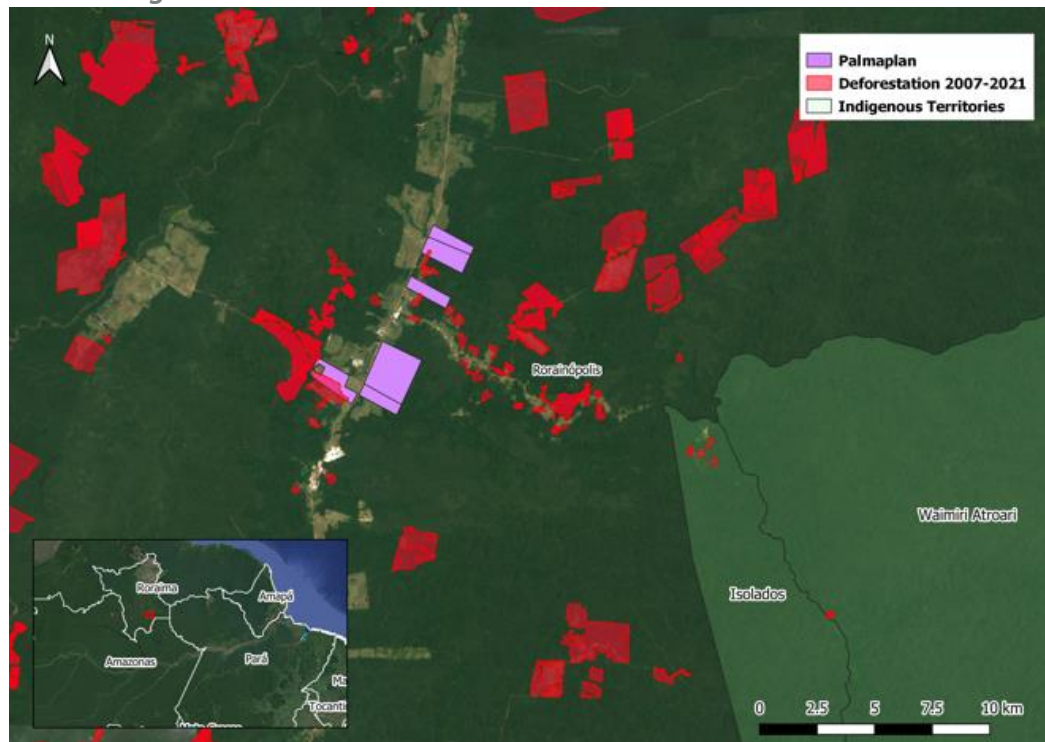 N
Palmaplan
Deforestation 2007-2021
Indigenous Territories
Rorainópolis
Waimiri Atroari
Isolados
Roraima
Amapá
Amazonas
Pará
Tocanti
0 2.5 5 7.5 10 km